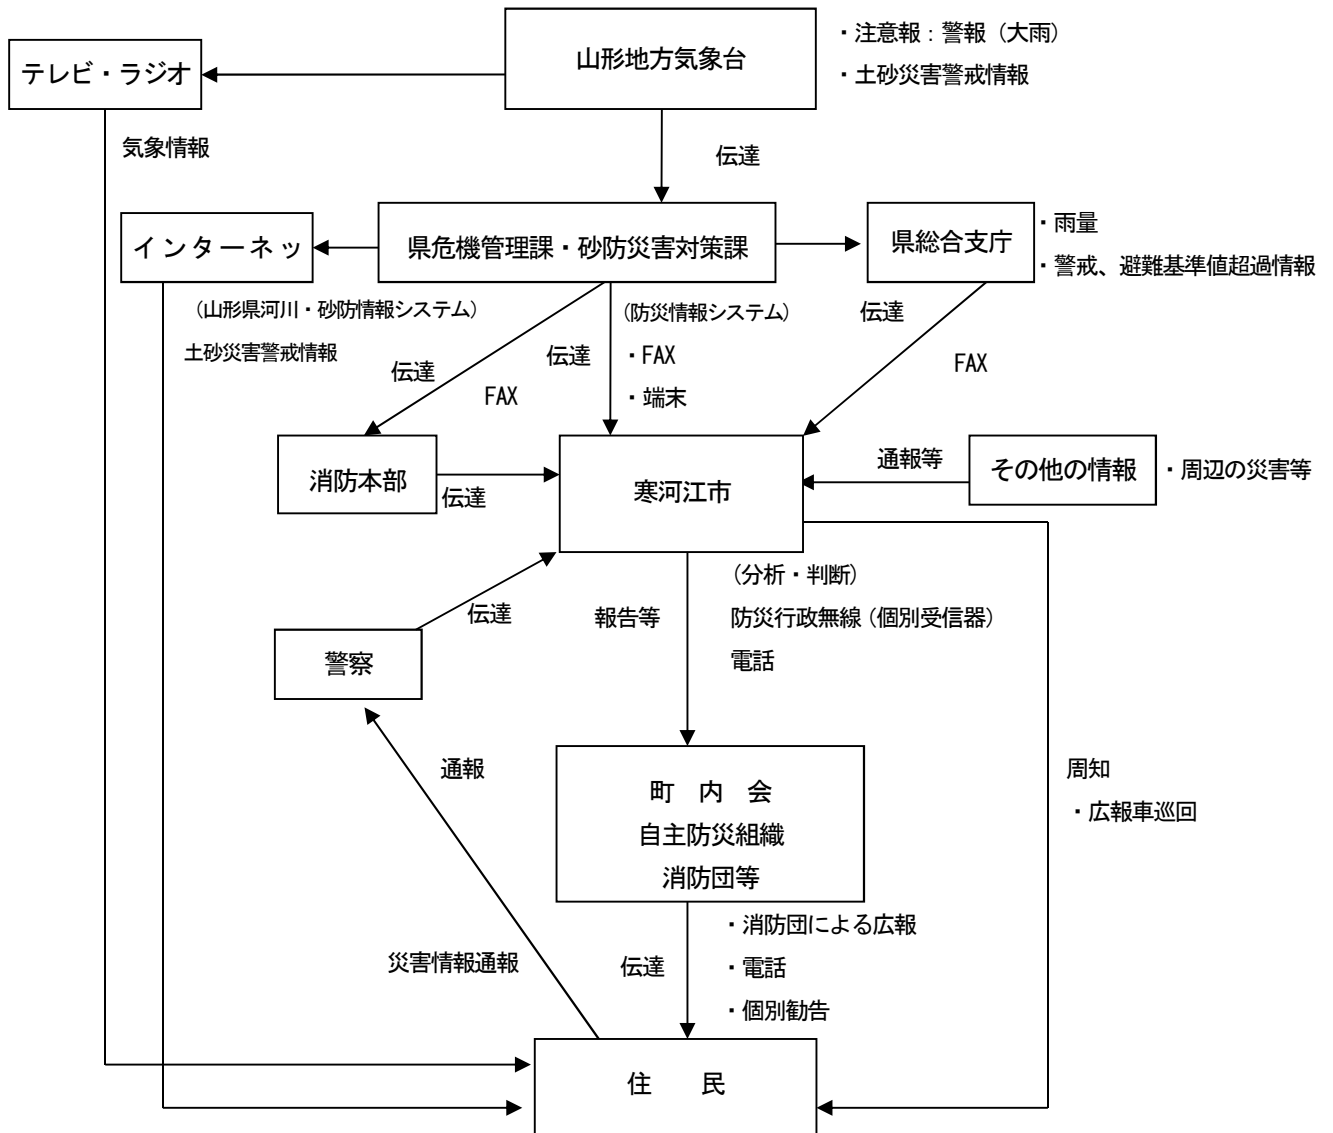 ・注意報：警報（大雨）
山形地方気象台
テレビ・ラジオ
・土砂災害警戒情報
気象情報
伝達
・雨量
インターネッ
県危機管理課・砂防災害対策課
県総合支庁
・警戒、避難基準値超過情報
（山形県河川・砂防情報システム）
（防災情報システム）
伝達
土砂災害警戒情報
伝達
伝達
・FAX
FAX
FAX
・端末
消防本部
伝達
寒河江市
通報等
その他の情報
・周辺の災害等
（分析・判断）
伝達
報告等
防災行政無線（個別受信器）
警察
電話
通報
周知
町　内　会
・広報車巡回
自主防災組織
消防団等
・消防団による広報
災害情報通報
伝達
・電話
・個別勧告
住　　民